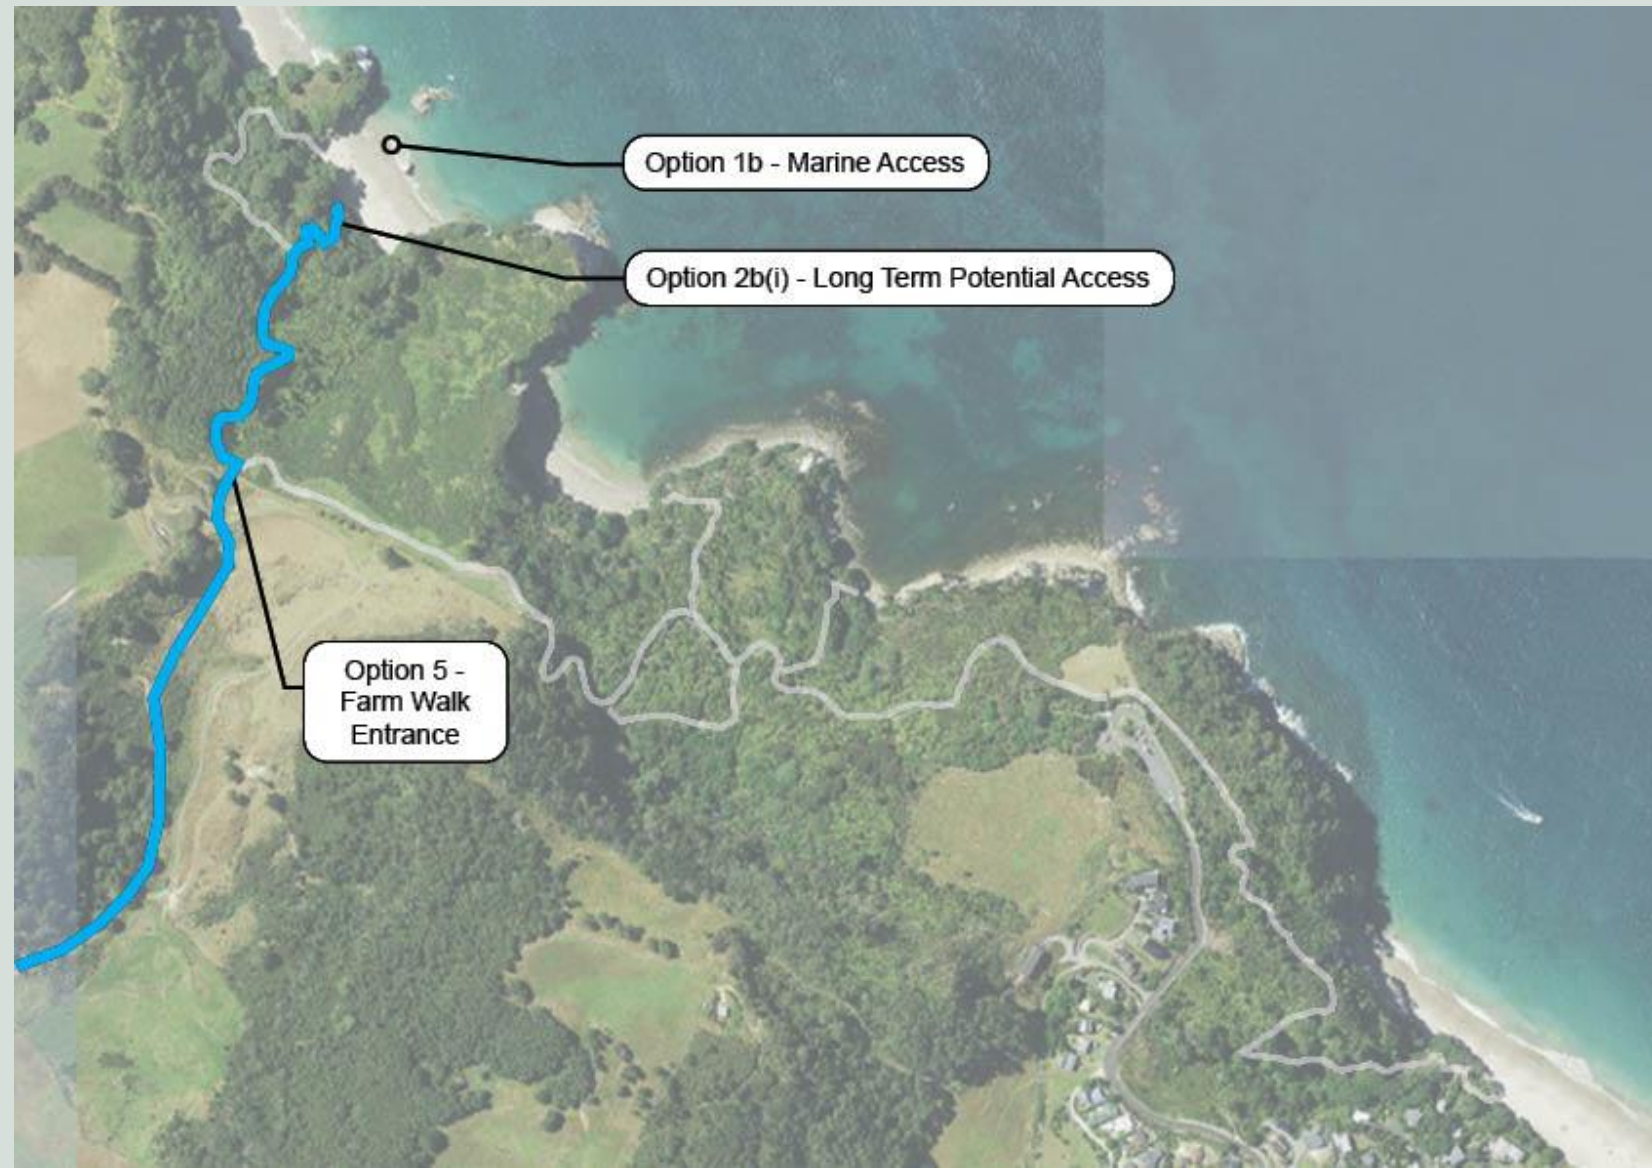 Option 1b - Marine Access
Option 2b(i) - Long Term Potential Access
Option 5 -
Farm Walk
Entrance